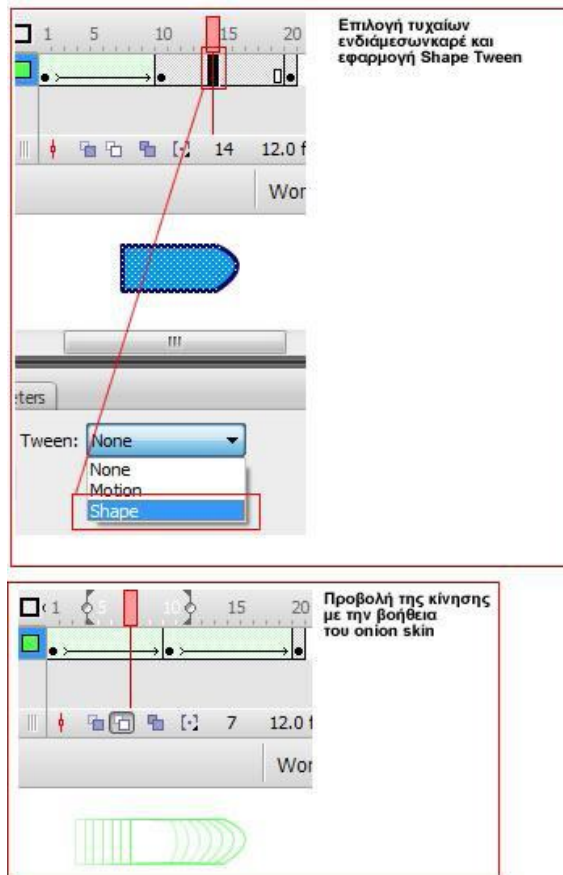 1 5 10 15 20
Επιλογή τυχαίων
ενδιάμεσωνκαρέ και
εφαρμογή Shape Tween
14 12.0 f
Wor
eters
Tween: None
None
Motion
Shape
1 5 10 15 20
Προβολή της κίνησης
με την βοήθεια
του onion skin
7 12.0 f
Wor